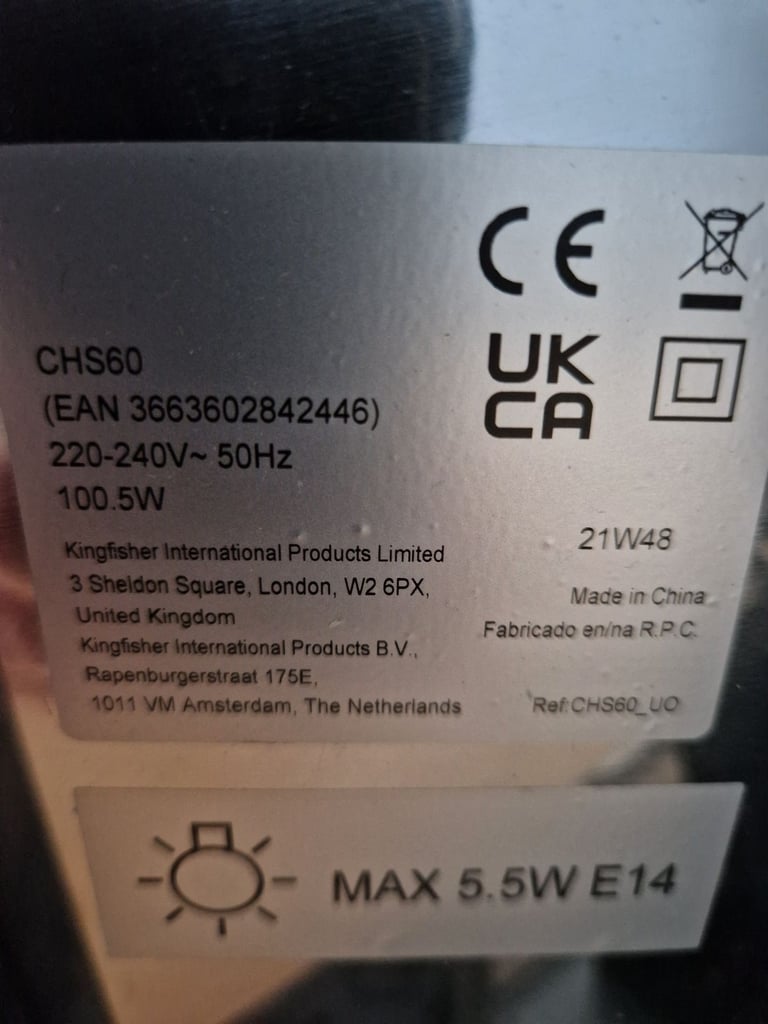 CE
UK
CA
CHS60
(EAN 3663602842446)
220-240V~ 50Hz
100.5W
Kingfisher International Products Limited
3 Sheldon Square, London, W2 6PX,
United Kingdom
Kingfisher International Products B.V.,
Rapenburgerstraat 175E,
1011 VM Amsterdam, The Netherlands
21W48
Made in China
Fabricado en/na R.P.C.
Ref:CHS60_UO
MAX 5.5W E14